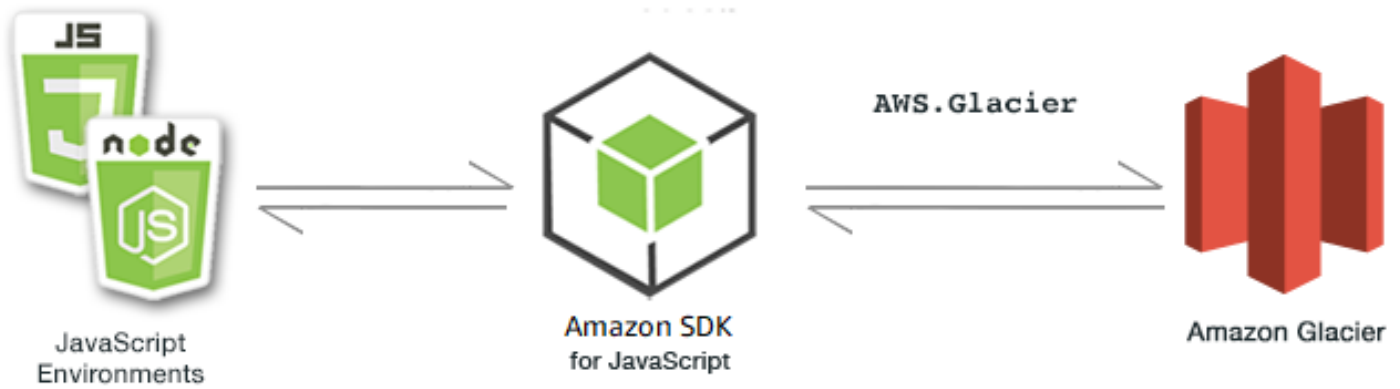 JS
node
JS
JavaScript
Environments
Amazon SDK
for JavaScript
AWS.Glacier
Amazon Glacier